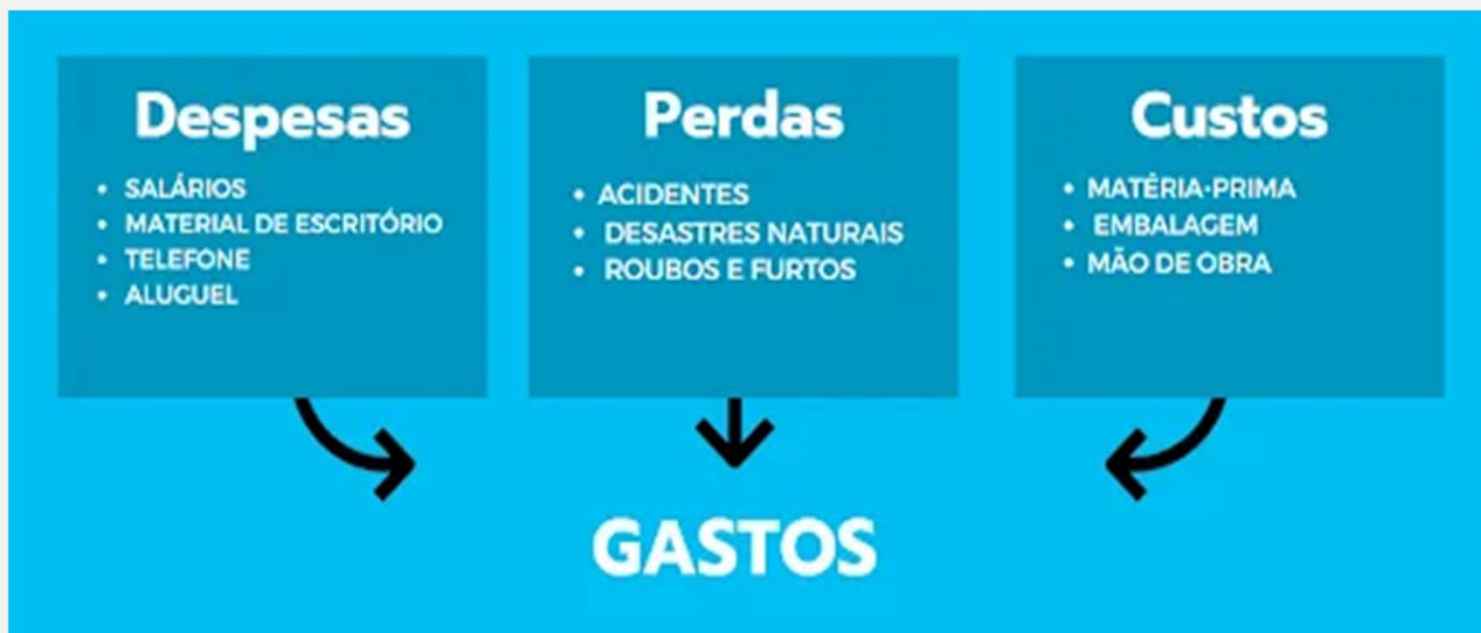 Despesas
• SALÁRIOS
• MATERIAL DE ESCRITÓRIO
• TELEFONE
• ALUGUEL
Perdas
• ACIDENTES
• DESASTRES NATURAIS
• ROUBOS E FURTOS
Custos
• MATÉRIA-PRIMA
• EMBALAGEM
• MÃO DE OBRA
GASTOS